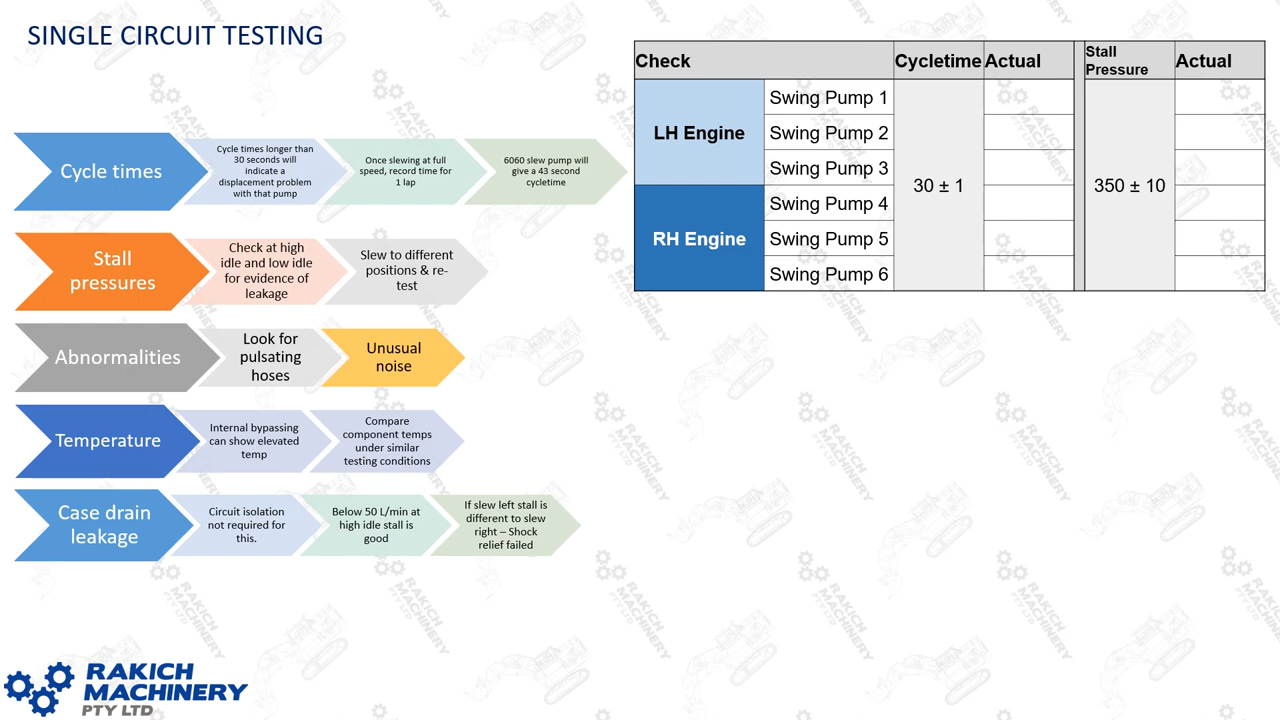 SINGLE CIRCUIT TESTING
Cycle times
Cycle times longer than
30 seconds will
indicate a
displacement problem
with that pump
Once slewing at full
speed, record time for
1 lap
6060 slew pump will
give a 43 second
cycletime
Stall
pressures
Check at high
idle and low idle
for evidence of
leakage
Slew to different
positions & re-
test
Abnormalities
Look for
pulsating
hoses
Unusual
noise
Temperature
Internal bypassing
can show elevated
temp
Compare
component temps
under similar
testing conditions
Case drain
leakage
Circuit isolation
not required for
this.
Below 50 L/min at
high idle stall is
good
If slew left stall is
different to slew
right – Shock
relief failed
Check Cycletime Actual Stall
Pressure Actual
LH Engine
Swing Pump 1
Swing Pump 2
Swing Pump 3
RH Engine
Swing Pump 4
Swing Pump 5
Swing Pump 6
30 ± 1
350 ± 10
RAKICH
MACHINERY
PTY LTD